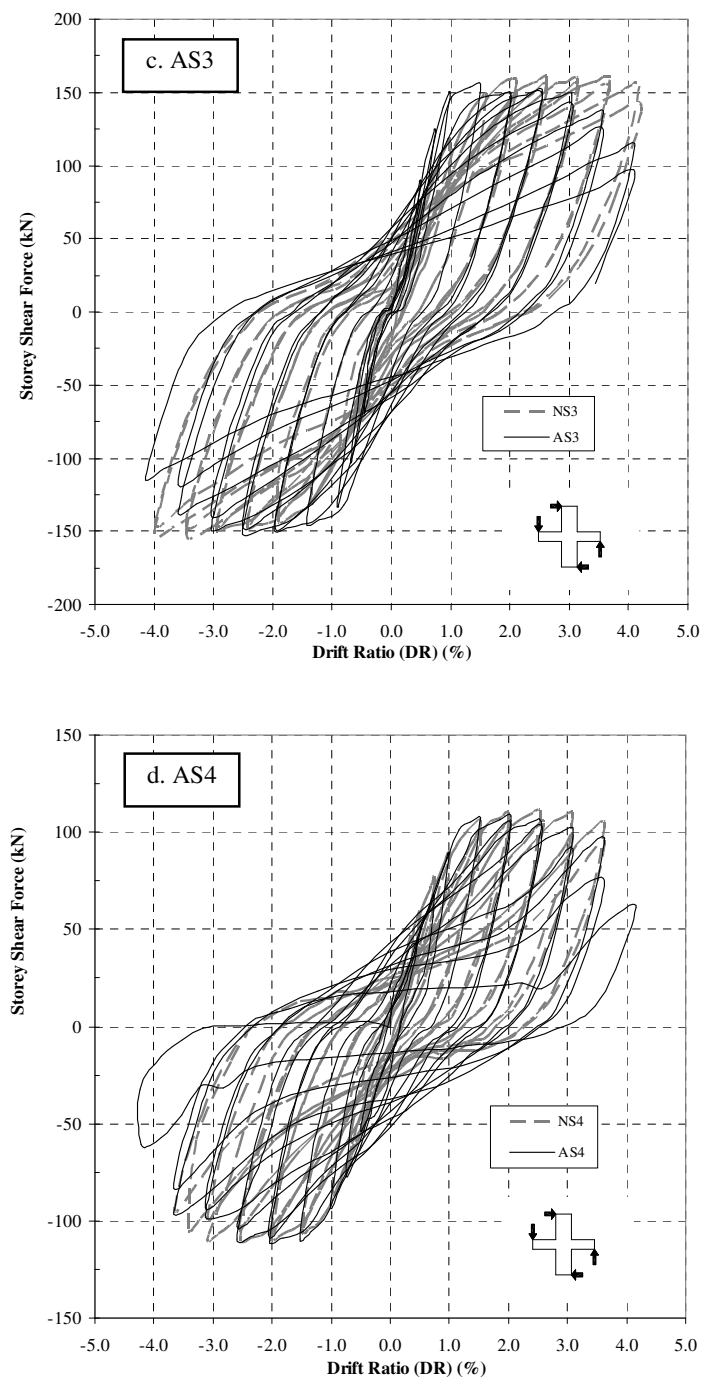 c. AS3
200
150
100
50
0
-50
-100
-150
-200
Storey Shear Force (kN)
NS3
AS3
-5.0 -4.0 -3.0 -2.0 -1.0 0.0 1.0 2.0 3.0 4.0 5.0
Drift Ratio (DR) (%)
d. AS4
150
100
50
0
-50
-100
-150
Storey Shear Force (kN)
NS4
AS4
-5.0 -4.0 -3.0 -2.0 -1.0 0.0 1.0 2.0 3.0 4.0 5.0
Drift Ratio (DR) (%)